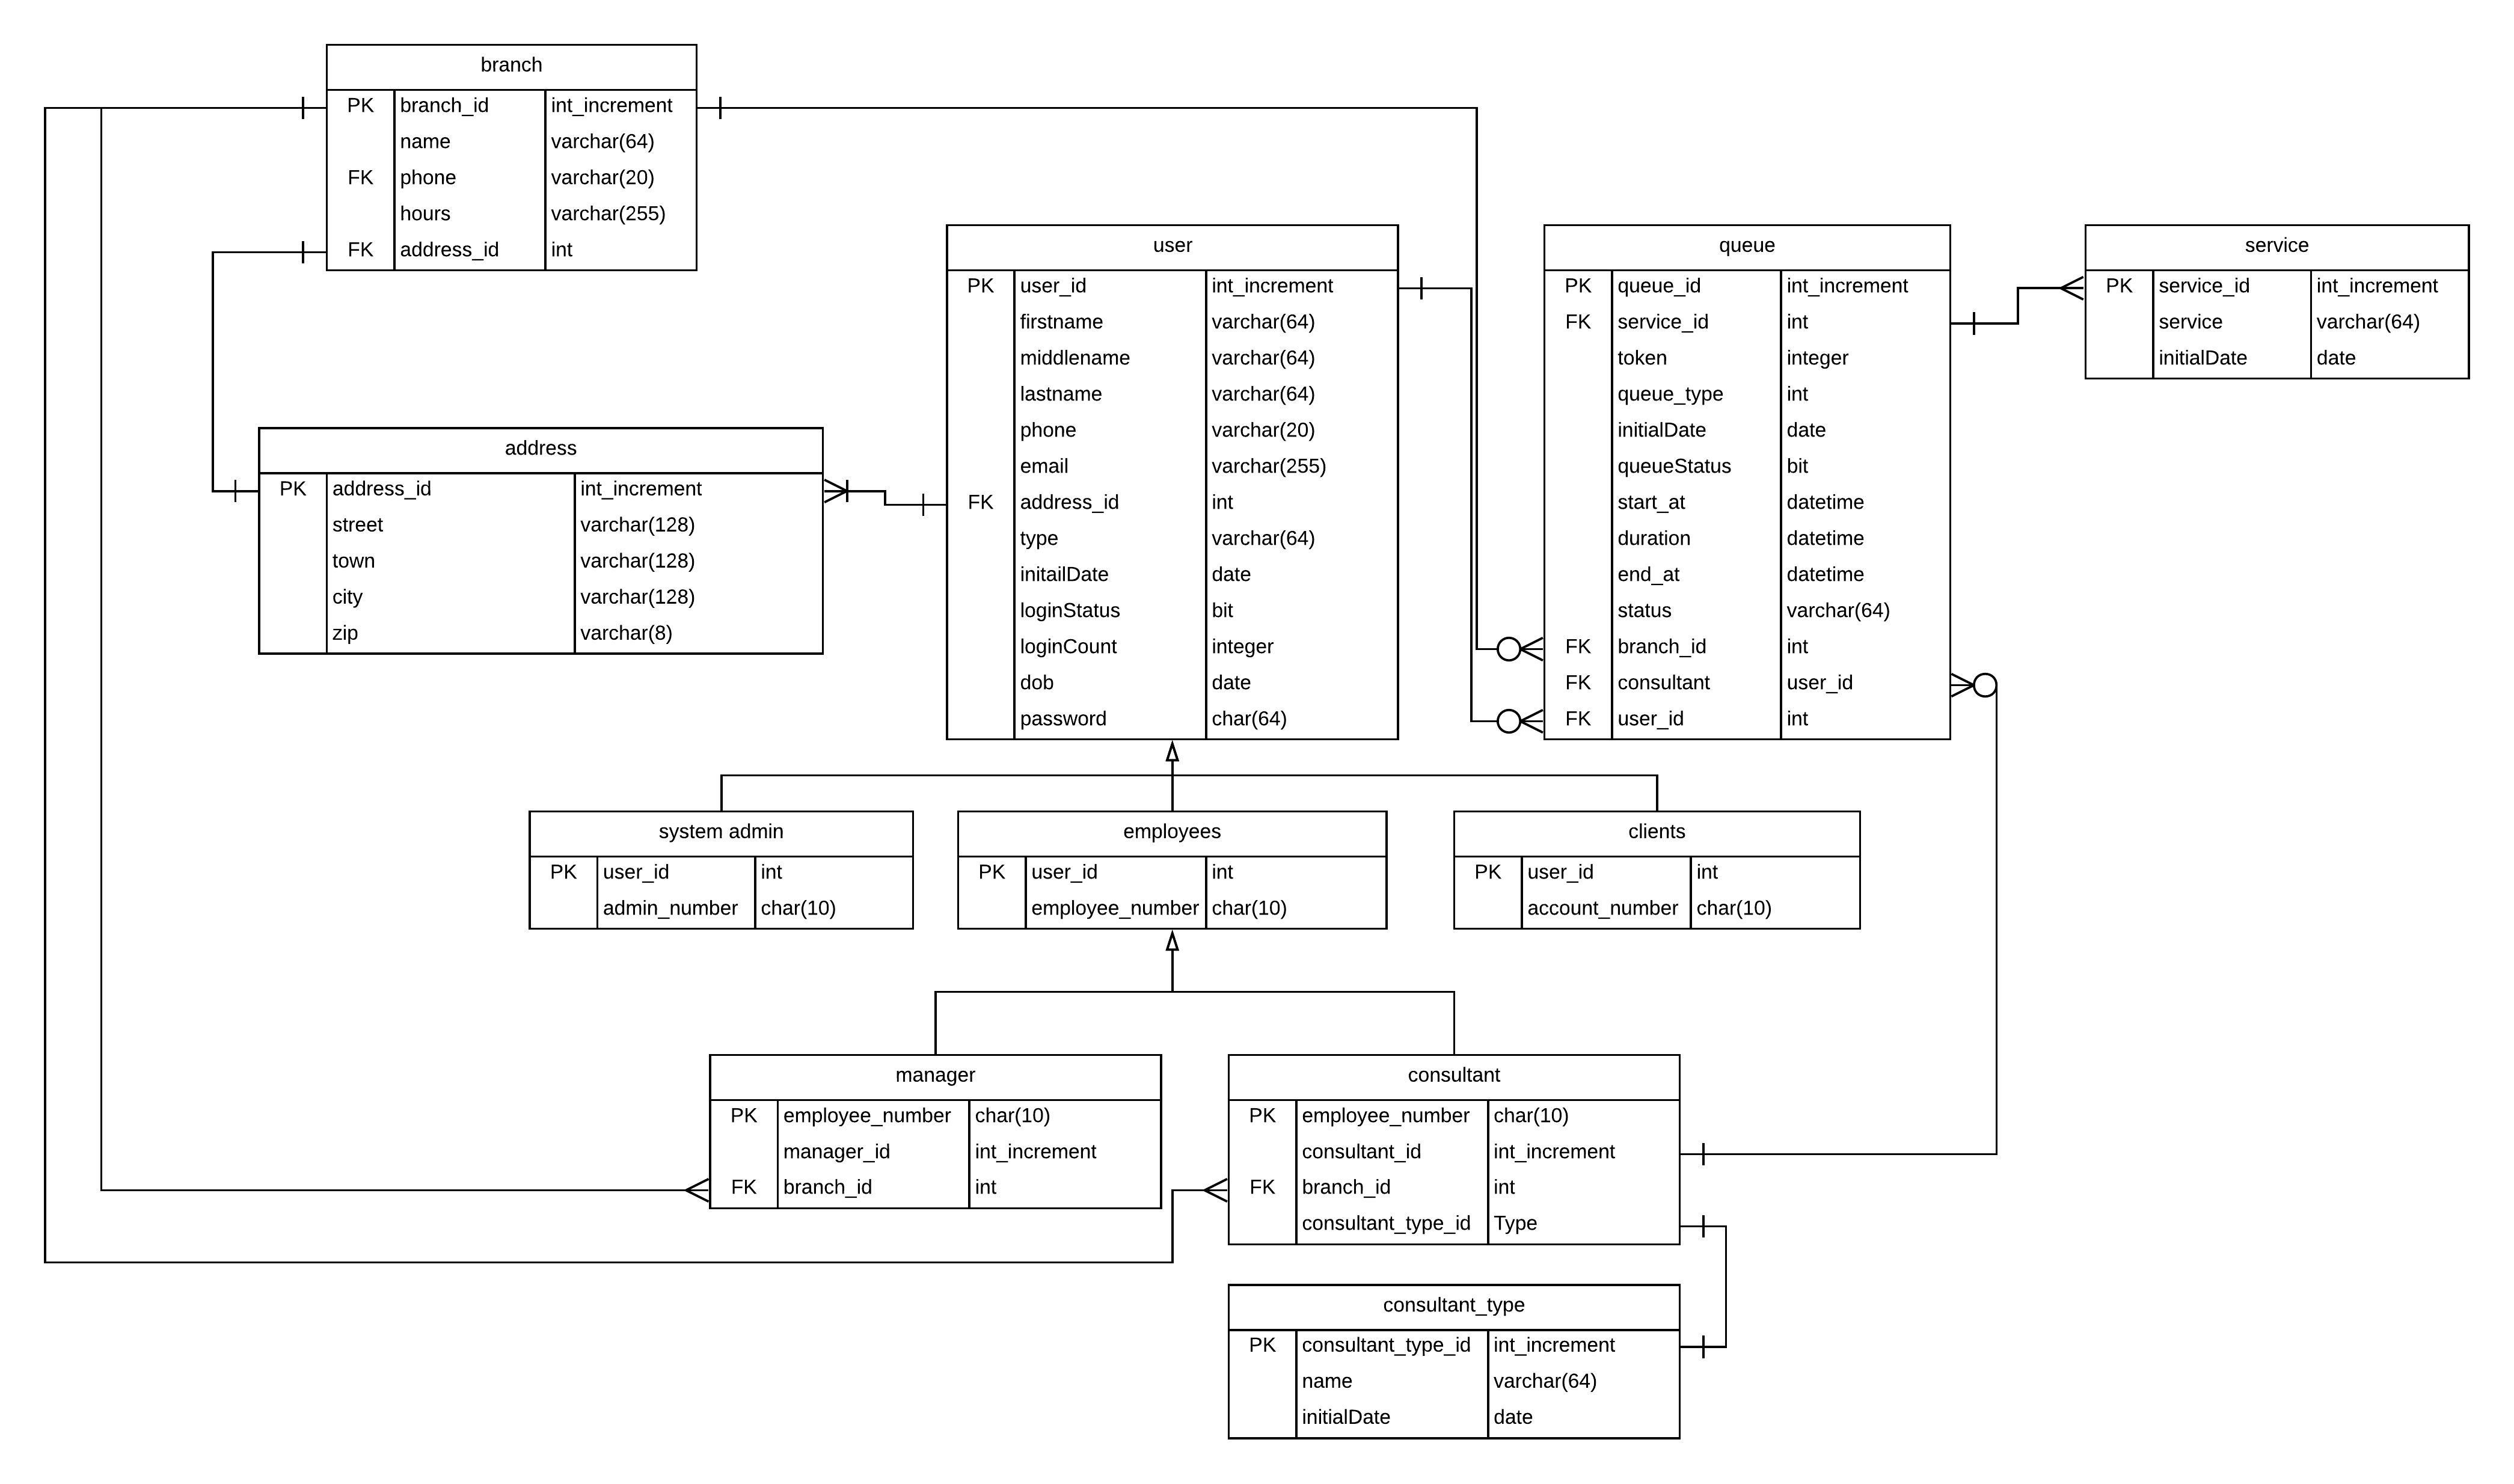 branch
PK branch_id int_increment
name varchar(64)
FK phone varchar(20)
hours varchar(255)
FK address_id int
user
PK user_id int_increment
firstname varchar(64)
middlename varchar(64)
lastname varchar(64)
phone varchar(20)
email varchar(255)
FK address_id int
type varchar(64)
initailDate date
loginStatus bit
loginCount integer
dob date
password char(64)
queue
PK queue_id int_increment
FK service_id int
token integer
queue_type int
initialDate date
queueStatus bit
start_at datetime
duration datetime
end_at datetime
status varchar(64)
FK branch_id int
FK consultant user_id
FK user_id int
service
PK service_id int_increment
service varchar(64)
initialDate date
address
PK address_id int_increment
street varchar(128)
town varchar(128)
city varchar(128)
zip varchar(8)
system admin
PK user_id int
admin_number char(10)
employees
PK user_id int
employee_number char(10)
clients
PK user_id int
account_number char(10)
manager
PK employee_number char(10)
manager_id int_increment
FK branch_id int
consultant
PK employee_number char(10)
consultant_id int_increment
FK branch_id int
consultant_type_id Type
consultant_type
PK consultant_type_id int_increment
name varchar(64)
initialDate date